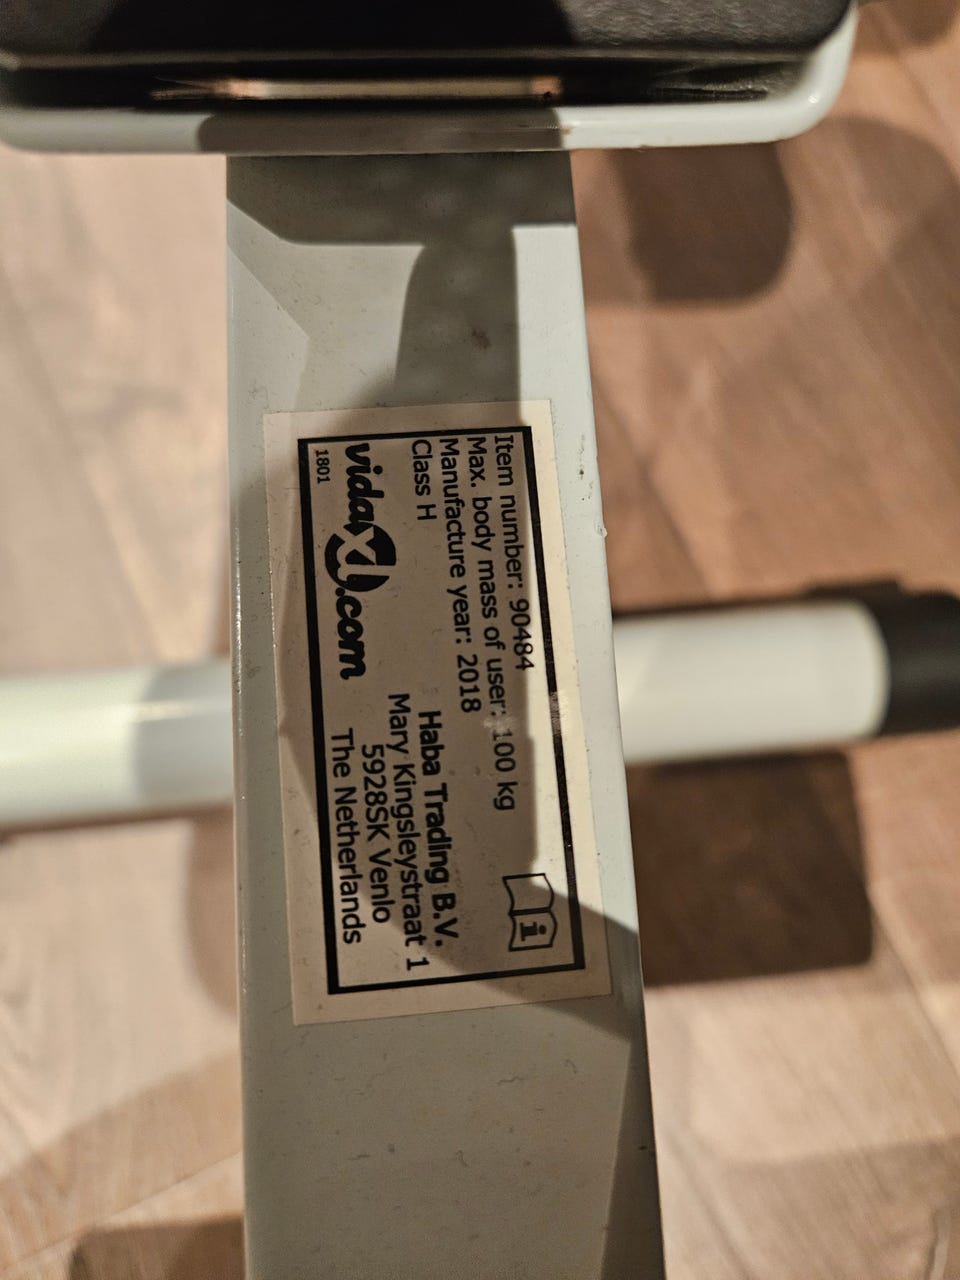 Item number: 90484
Max. body mass of user: 100 kg
Manufacture year: 2018
Class H
Haba Trading B.V.
Mary Kingsleystraat 1
5928SK Venlo
The Netherlands
vidaXL.com
1801
i